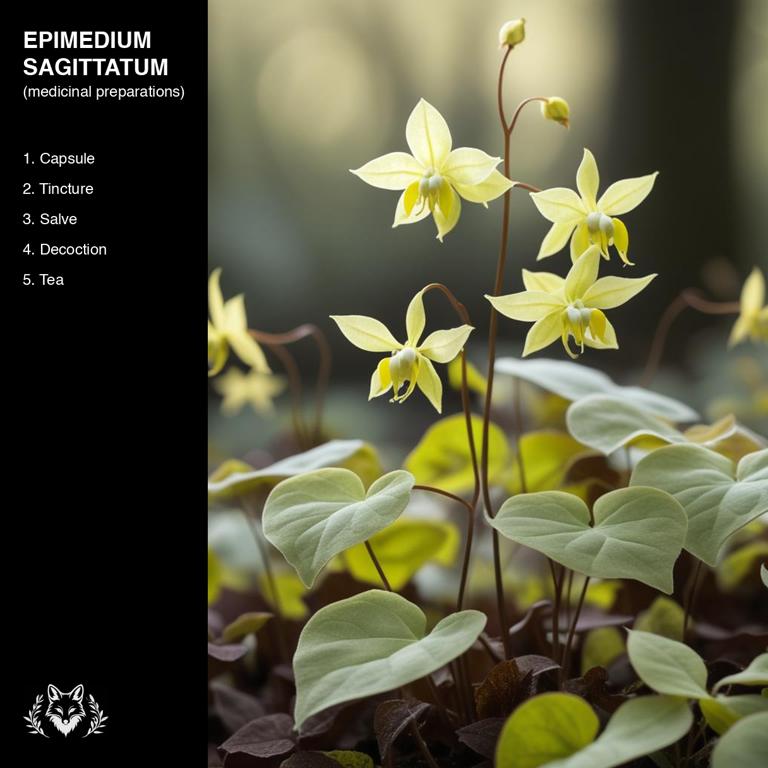 EPIMEDIUM
SAGITTATUM
(medicinal preparations)
1. Capsule
2. Tincture
3. Salve
4. Decoction
5. Tea